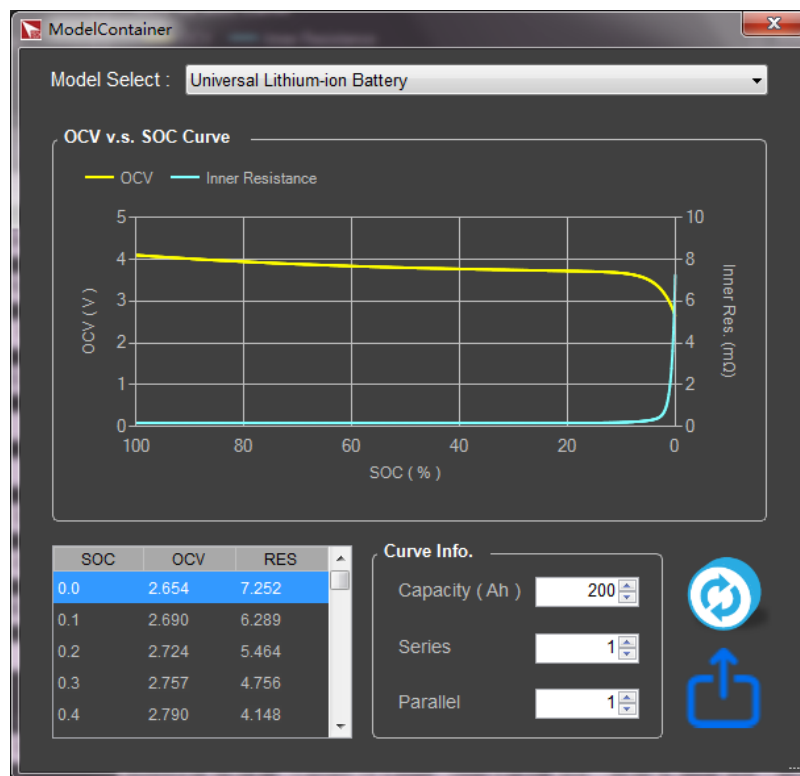 ModelContainer
Model Select : Universal Lithium-ion Battery
OCV v.s. SOC Curve
OCV Inner Resistance
5 10
4 8
3 6
2 4
1 2
0 0
OCV ( V )
Inner Res. (mΩ)
100 80 60 40 20 0
SOC ( % )
SOC OCV RES
0.0 2.654 7.252
0.1 2.690 6.289
0.2 2.724 5.464
0.3 2.757 4.756
0.4 2.790 4.148
Curve Info.
Capacity ( Ah ) 200
Series 1
Parallel 1